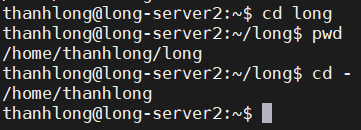 thanhlong@long-server2:~$ cd long
thanhlong@long-server2:~/long$ pwd
/home/thanhlong/long
thanhlong@long-server2:~/long$ cd -
/home/thanhlong
thanhlong@long-server2:~$